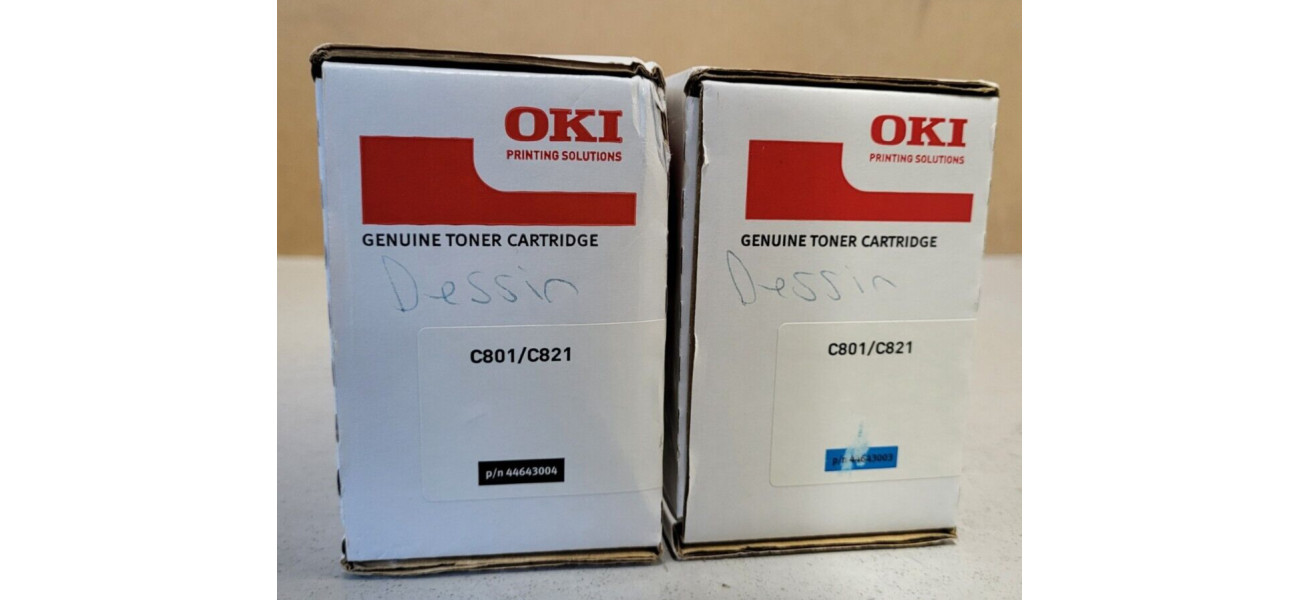 OKI
PRINTING SOLUTIONS
GENUINE TONER CARTRIDGE
Dessin
C801/C821
p/n 44643004
OKI
PRINTING SOLUTIONS
GENUINE TONER CARTRIDGE
Dessin
C801/C821
p/n 44643003